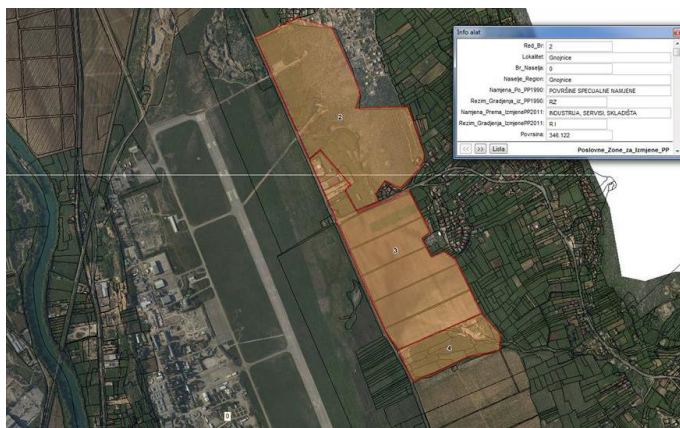 Info alat
Red_Br: 2
Lokalitet: Gnojnice
Br_Naselja: 0
Naselje_Region: Gnojnice
Namjena_Po_PP1990: POVRŠINE SPECIJALNE NAMJENE
Rezim_Gradjenja_iz_PP1990: RZ
Namjena_Prema_IzmjenePP2011: INDUSTRIJA, SERVISI, SKLADIŠTA
Rezim_Gradjenja_IzmjenePP2011: R I
Povrsina: 346.122
<< >> Lista Poslovne_Zone_za_Izmjene_PP
2
3
4
0